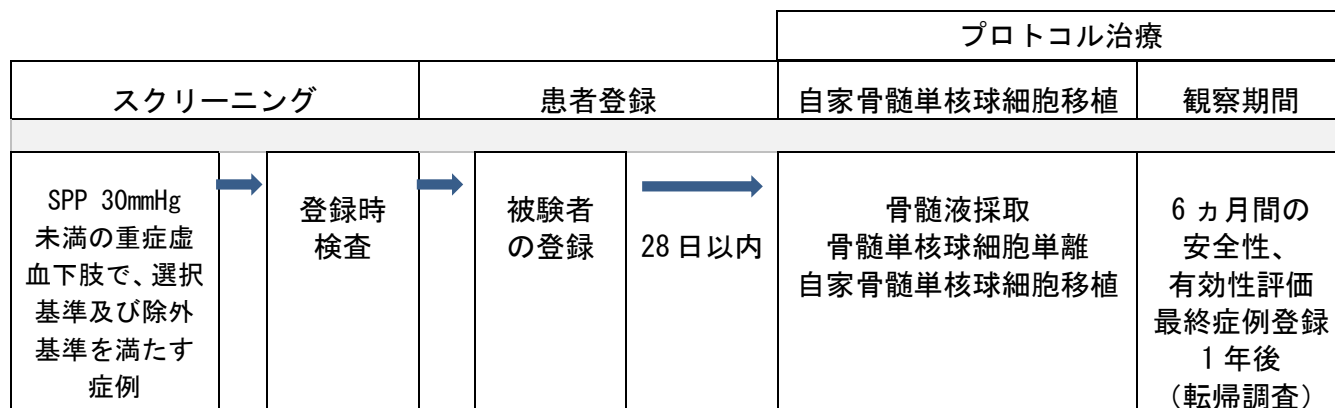 プロトコル治療
スクリーニング
患者登録
自家骨髄単核球細胞移植
観察期間
SPP 30mmHg
未満の重症虚
血下肢で、選択
基準及び除外
基準を満たす
症例
登録時
検査
被験者
の登録
28日以内
骨髄液採取
骨髄単核球細胞単離
自家骨髄単核球細胞移植
6ヵ月間の
安全性、
有効性評価
最終症例登録
1年後
(転帰調査)